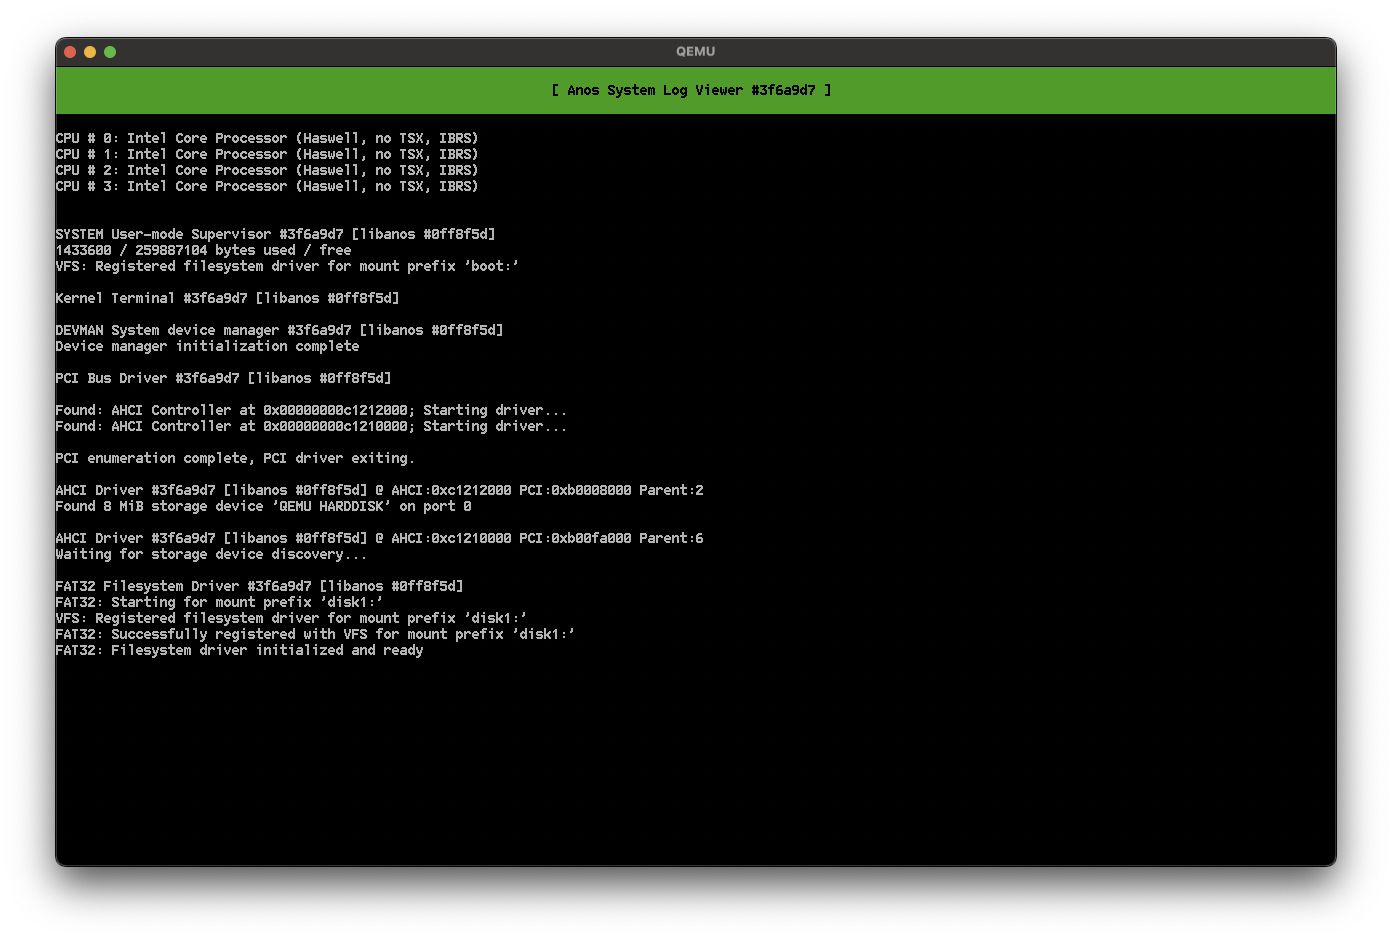 QEMU
[ Anos System Log Viewer #3f6a9d7 ]
CPU # 0: Intel Core Processor (Haswell, no TSX, IBRS)
CPU # 1: Intel Core Processor (Haswell, no TSX, IBRS)
CPU # 2: Intel Core Processor (Haswell, no TSX, IBRS)
CPU # 3: Intel Core Processor (Haswell, no TSX, IBRS)
SYSTEM User-mode Supervisor #3f6a9d7 [libanos #0ff8f5d]
1433600 / 259887104 bytes used / free
VFS: Registered filesystem driver for mount prefix 'boot:'
Kernel Terminal #3f6a9d7 [libanos #0ff8f5d]
DEVMAN System device manager #3f6a9d7 [libanos #0ff8f5d]
Device manager initialization complete
PCI Bus Driver #3f6a9d7 [libanos #0ff8f5d]
Found: AHCI Controller at 0x00000000c1212000; Starting driver...
Found: AHCI Controller at 0x00000000c1210000; Starting driver...
PCI enumeration complete, PCI driver exiting.
AHCI Driver #3f6a9d7 [libanos #0ff8f5d] @ AHCI:0xc1212000 PCI:0xb0008000 Parent:2
Found 8 MiB storage device 'QEMU HARDDISK' on port 0
AHCI Driver #3f6a9d7 [libanos #0ff8f5d] @ AHCI:0xc1210000 PCI:0xb00fa000 Parent:6
Waiting for storage device discovery...
FAT32 Filesystem Driver #3f6a9d7 [libanos #0ff8f5d]
FAT32: Starting for mount prefix 'disk1:'
VFS: Registered filesystem driver for mount prefix 'disk1:'
FAT32: Successfully registered with VFS for mount prefix 'disk1:'
FAT32: Filesystem driver initialized and ready